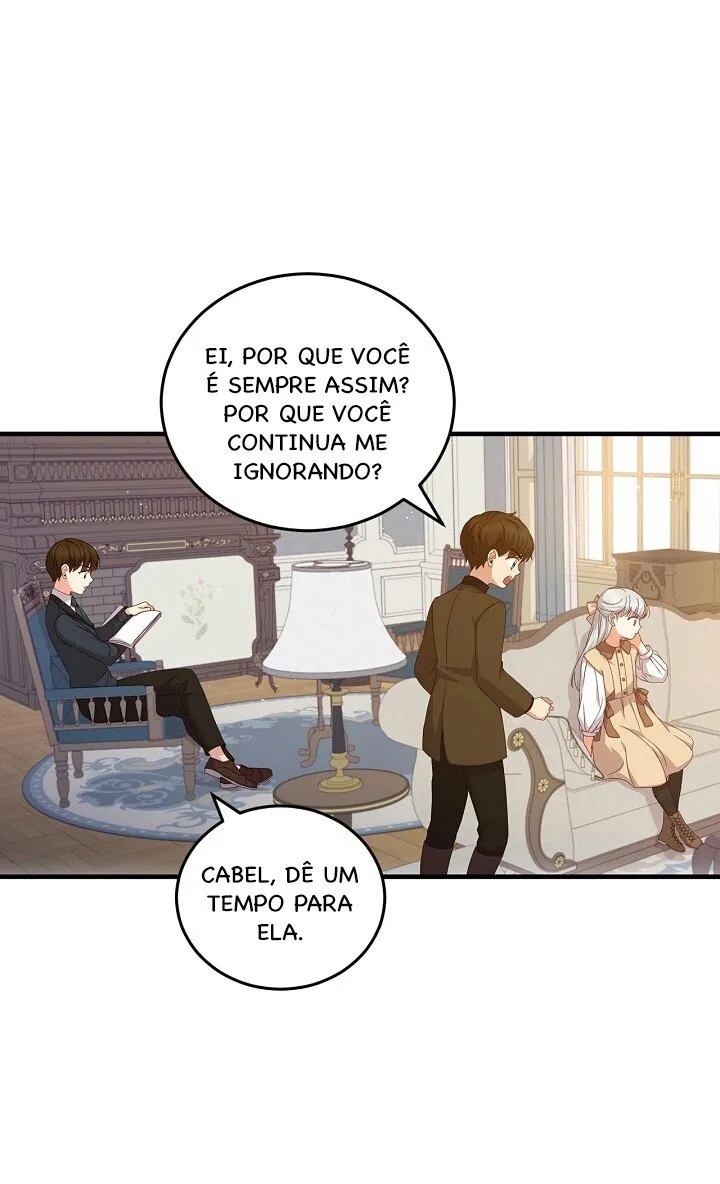 EI, POR QUE VOCÊ
É SEMPRE ASSIM?
POR QUE VOCÊ
CONTINUA ME
IGNORANDO?
CABEL, DÊ UM
TEMPO PARA
ELA.